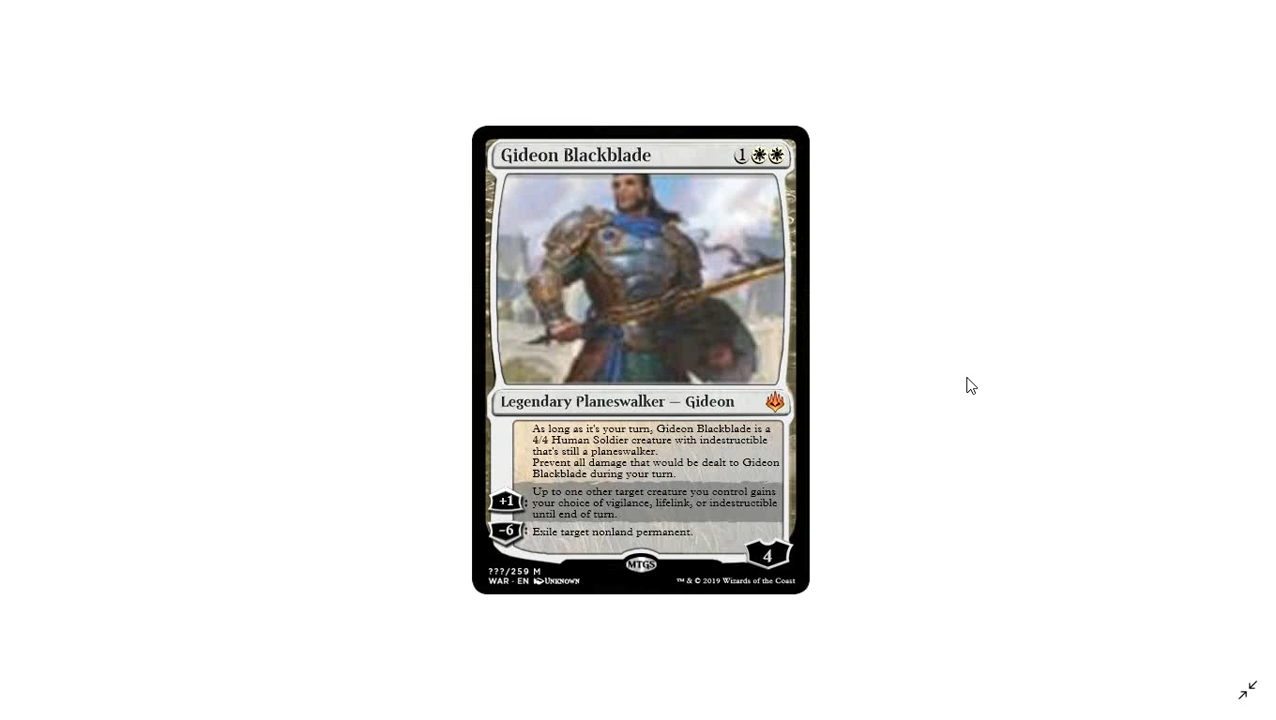 Gideon Blackblade 1
Legendary Planeswalker — Gideon
As long as it's your turn, Gideon Blackblade is a
4/4 Human Soldier creature with indestructible
that's still a planeswalker.
Prevent all damage that would be dealt to Gideon
Blackblade during your turn.
Up to one other target creature you control gains
+1: your choice of vigilance, lifelink, or indestructible
until end of turn.
-6: Exile target nonland permanent.
4
MTGS
???/259 M
WAR · EN Unknown
™ & © 2019 Wizards of the Coast